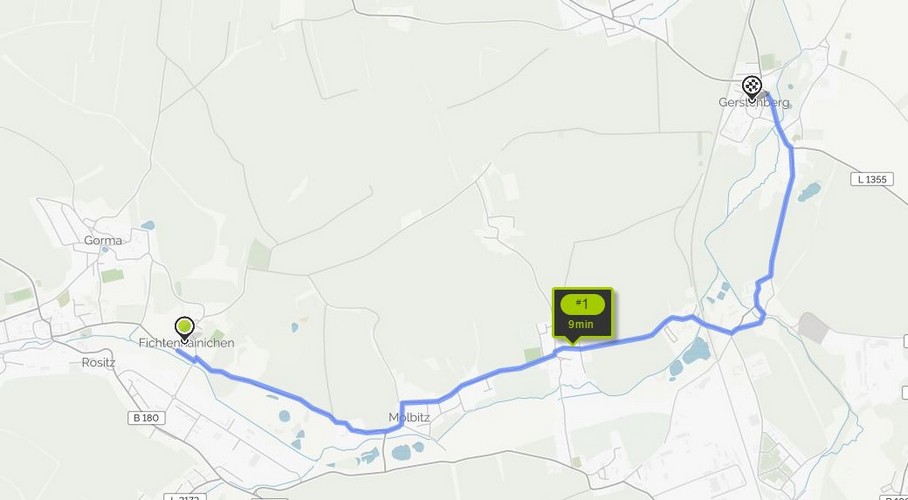 Gerstenberg
L 1355
Gorma
#1
9min
Fichtenhainichen
Rositz
B 180
Molbitz